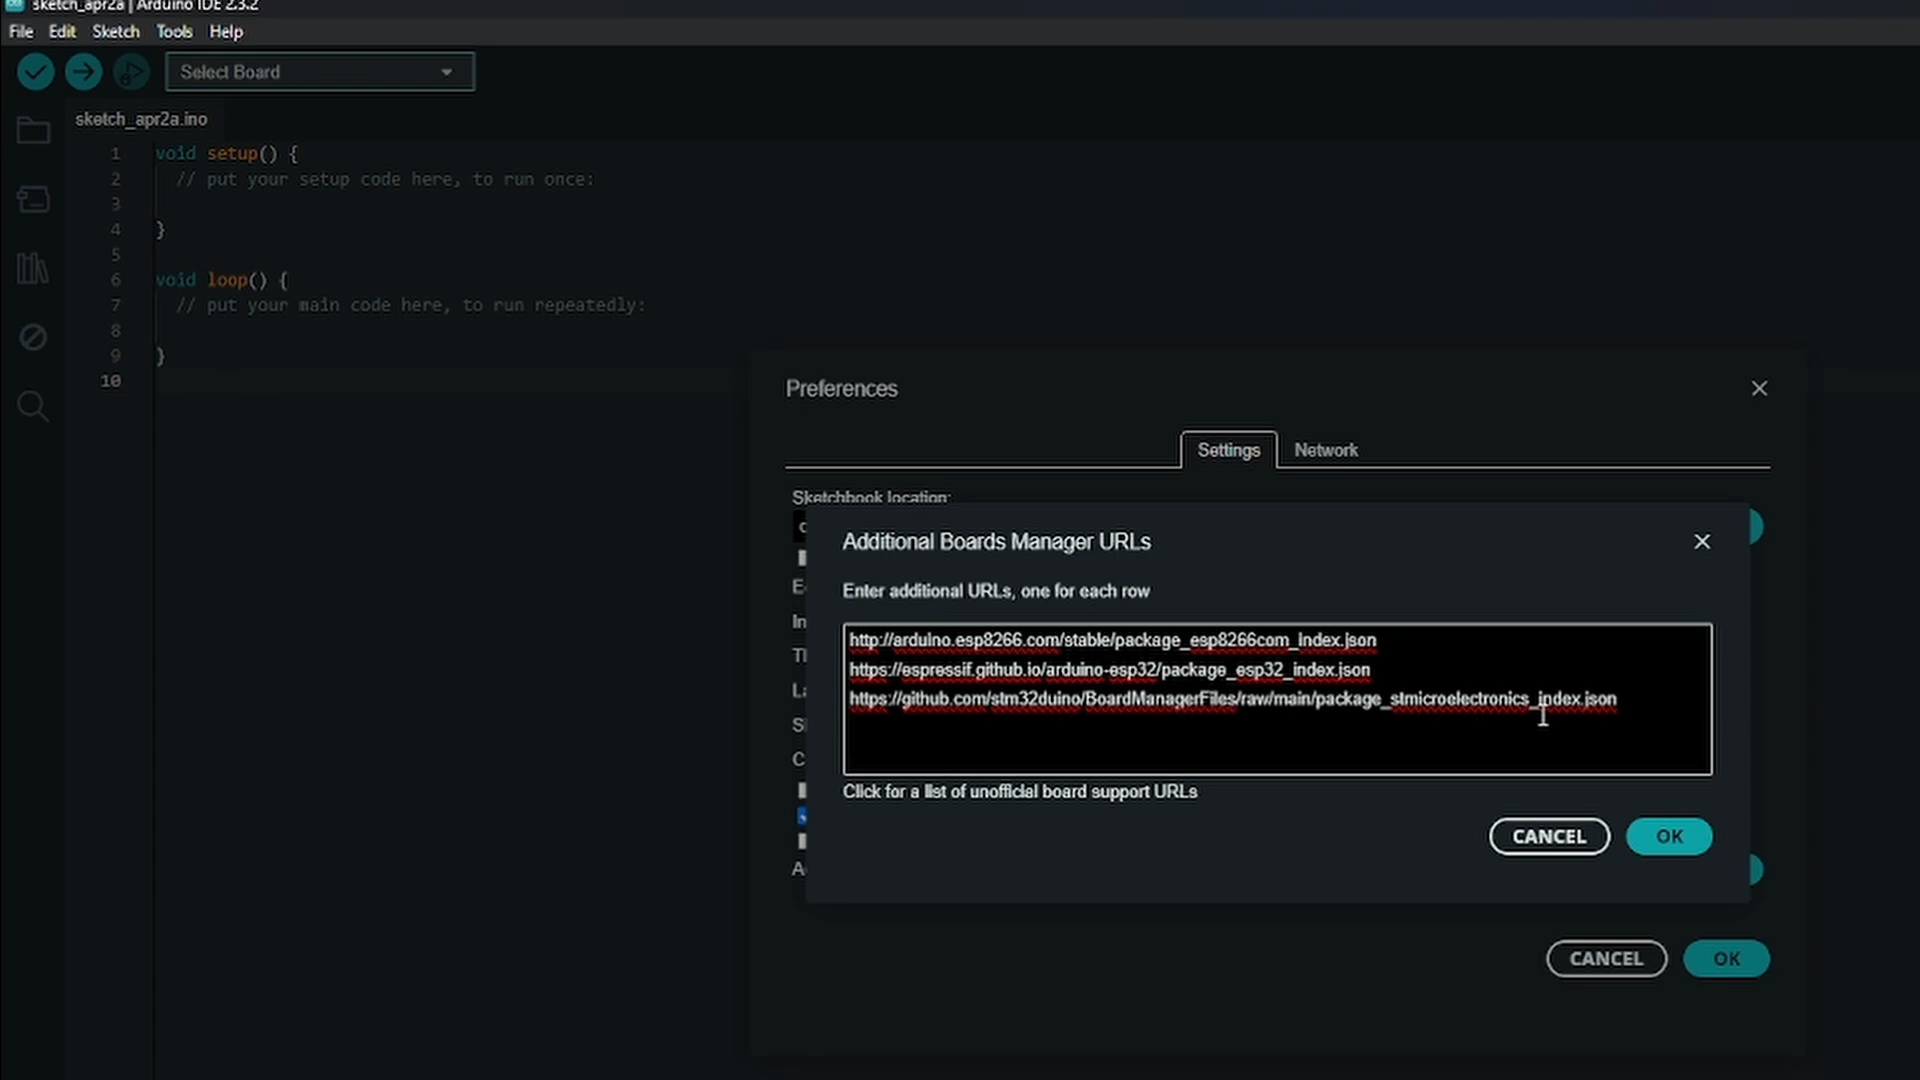 sketch_apr2a | Arduino IDE 2.3.2
File Edit Sketch Tools Help
Select Board
sketch_apr2a.ino
1 void setup() {
2 // put your setup code here, to run once:
3
4 }
5
6 void loop() {
7 // put your main code here, to run repeatedly:
8
9 }
10
Preferences
Settings Network
Sketchbook location:
Additional Boards Manager URLs
Enter additional URLs, one for each row
http://arduino.esp8266.com/stable/package_esp8266com_index.json
https://espressif.github.io/arduino-esp32/package_esp32_index.json
https://github.com/stm32duino/BoardManagerFiles/raw/main/package_stmicroelectronics_index.json
Click for a list of unofficial board support URLs
CANCEL OK
CANCEL OK